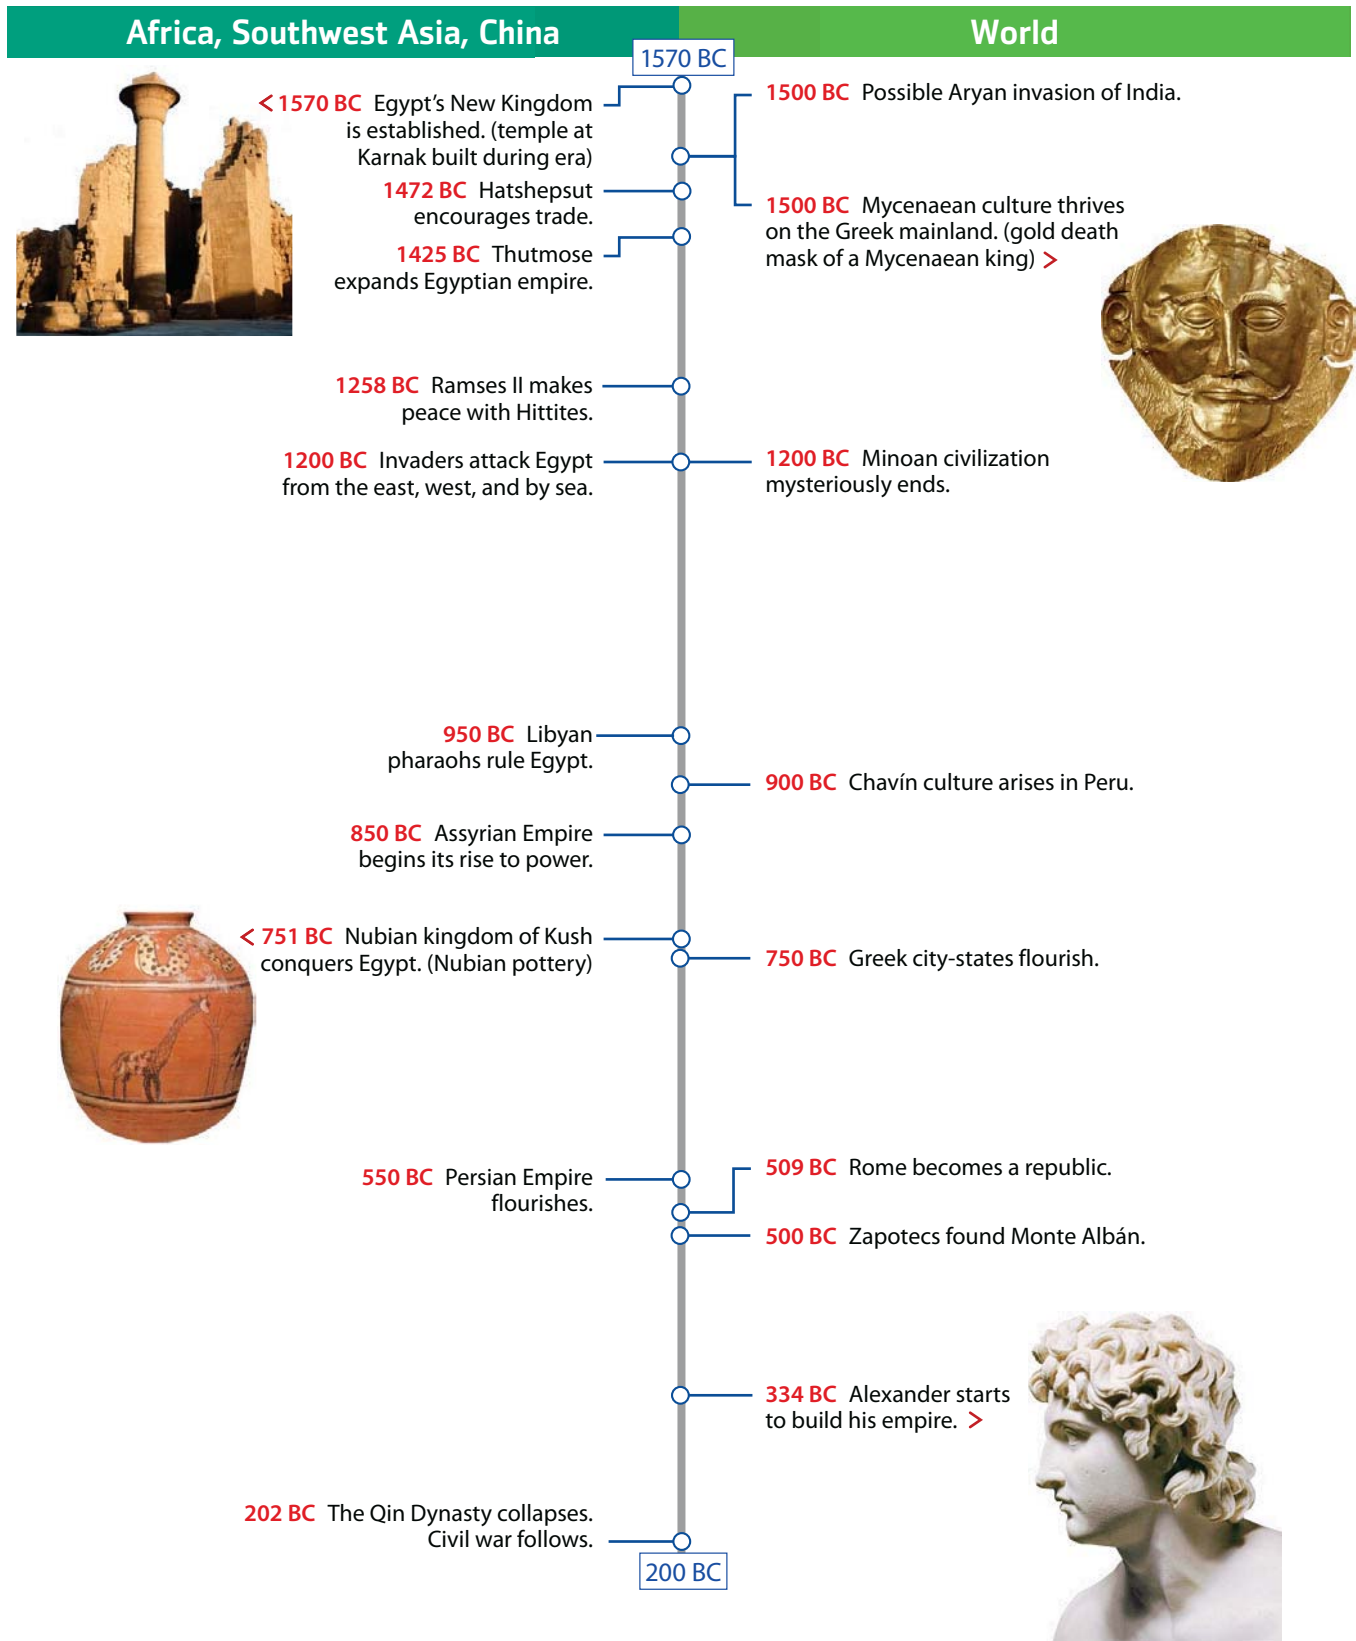 Africa, Southwest Asia, China
World
1570 BC
< 1570 BC Egypt’s New Kingdom
is established. (temple at
Karnak built during era)
1472 BC Hatshepsut
encourages trade.
1425 BC Thutmose
expands Egyptian empire.
1258 BC Ramses II makes
peace with Hittites.
1200 BC Invaders attack Egypt
from the east, west, and by sea.
950 BC Libyan
pharaohs rule Egypt.
850 BC Assyrian Empire
begins its rise to power.
< 751 BC Nubian kingdom of Kush
conquers Egypt. (Nubian pottery)
550 BC Persian Empire
flourishes.
202 BC The Qin Dynasty collapses.
Civil war follows.
1500 BC Possible Aryan invasion of India.
1500 BC Mycenaean culture thrives
on the Greek mainland. (gold death
mask of a Mycenaean king) >
1200 BC Minoan civilization
mysteriously ends.
900 BC Chavín culture arises in Peru.
750 BC Greek city-states flourish.
509 BC Rome becomes a republic.
500 BC Zapotecs found Monte Albán.
334 BC Alexander starts
to build his empire. >
200 BC